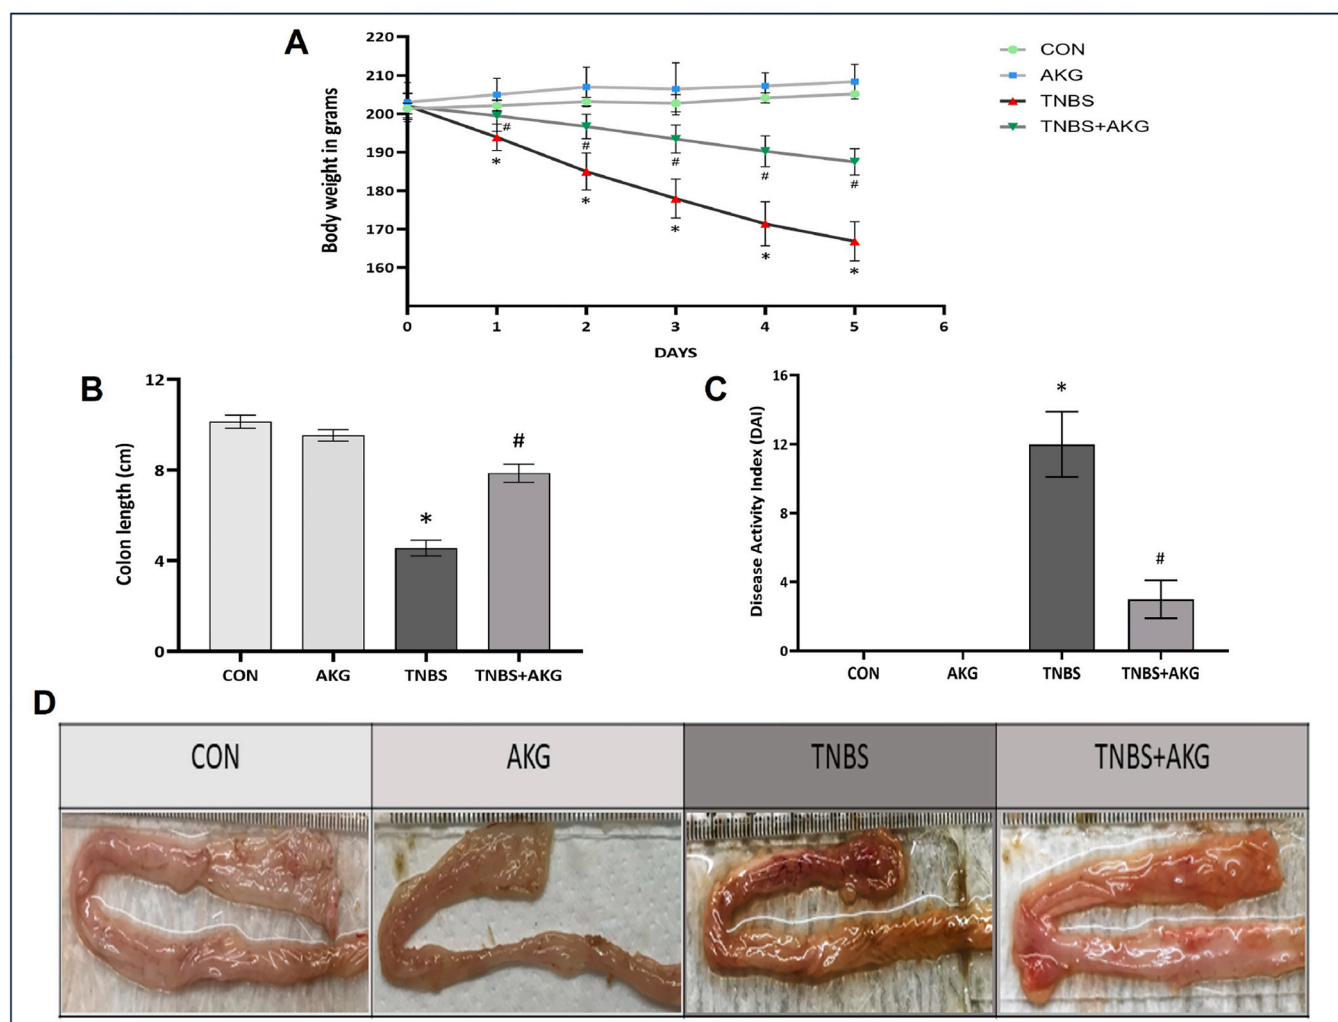 A
220
210
200
190
180
170
160
Body weight in grams
#
#
#
#
#
*
*
*
*
*
0 1 2 3 4 5 6
DAYS
CON
AKG
TNBS
TNBS+AKG
B
12
8
4
0
Colon length (cm)
*
#
CON AKG TNBS TNBS+AKG
C
16
12
8
4
0
Disease Activity Index (DAI)
*
#
CON AKG TNBS TNBS+AKG
D
CON AKG TNBS TNBS+AKG